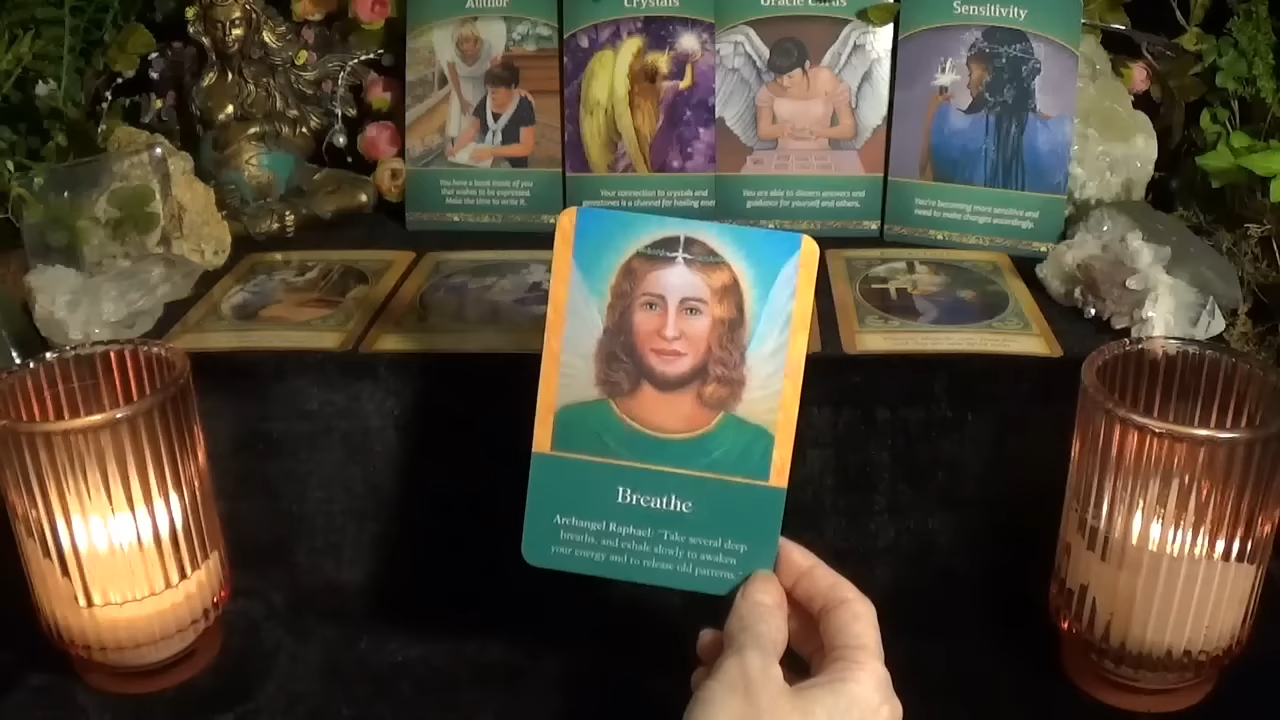 Author
Crystals
Oracle Cards
Sensitivity
You have a book inside of you
that wishes to be expressed.
Make the time to write it.
Your connection to crystals and
gemstones is a channel for healing ener
You are able to discern answers and
guidance for yourself and others.
You're becoming more sensitive and
need to make changes accordingly.
Breathe
Archangel Raphael: "Take several deep
breaths, and exhale slowly to awaken
your energy and to release old patterns."